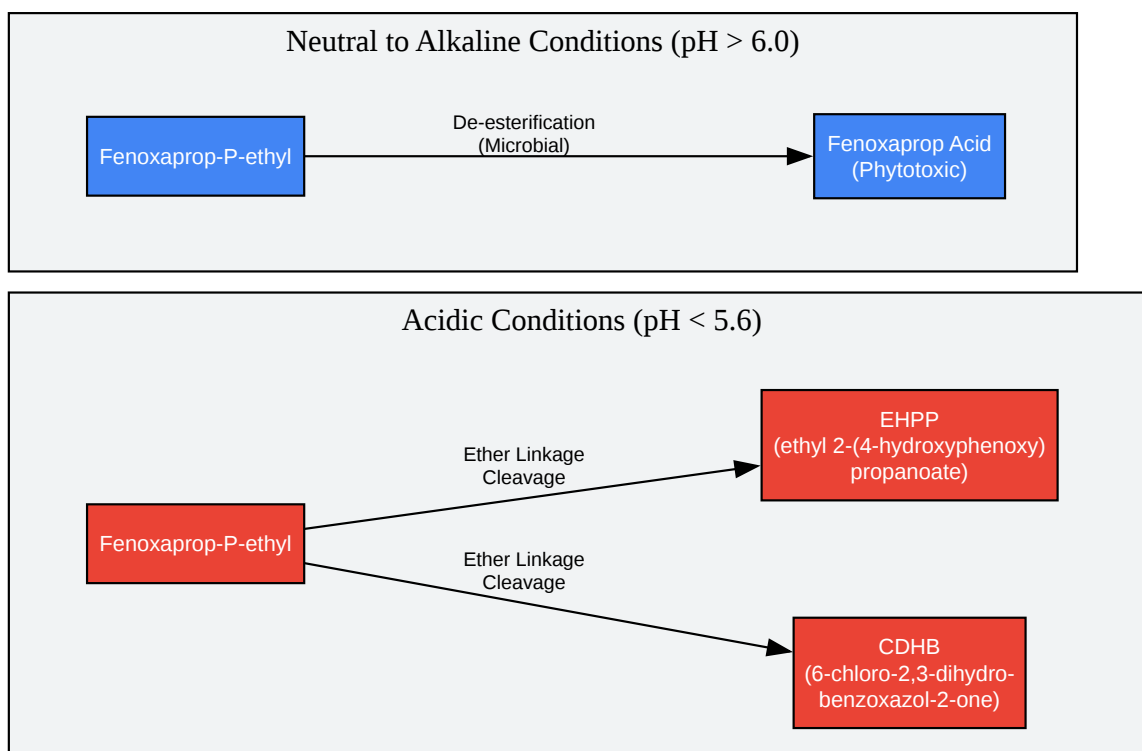 Neutral to Alkaline Conditions (pH > 6.0)
Fenoxaprop-P-ethyl
De-esterification
(Microbial)
Fenoxaprop Acid
(Phytotoxic)
Acidic Conditions (pH < 5.6)
Fenoxaprop-P-ethyl
Ether Linkage
Cleavage
EHPP
(ethyl 2-(4-hydroxyphenoxy)
propanoate)
Ether Linkage
Cleavage
CDHB
(6-chloro-2,3-dihydro-
benzoxazol-2-one)